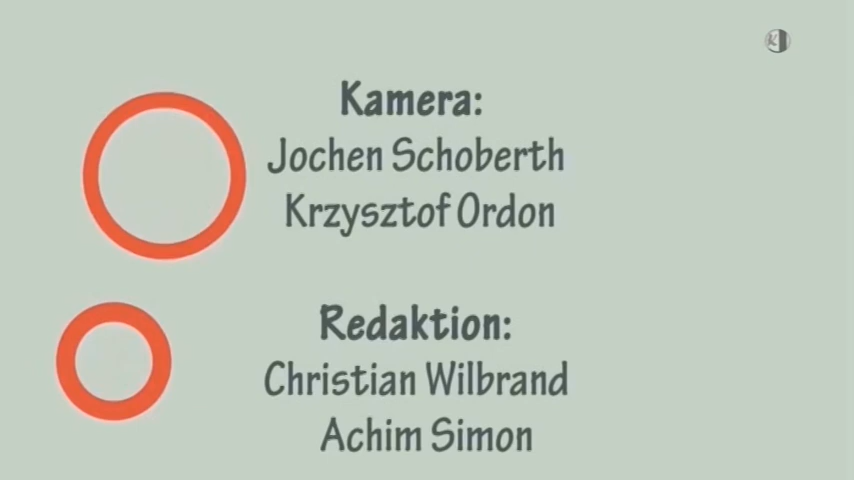 Kamera:
Jochen Schoberth
Krzysztof Ordon
Redaktion:
Christian Wilbrand
Achim Simon